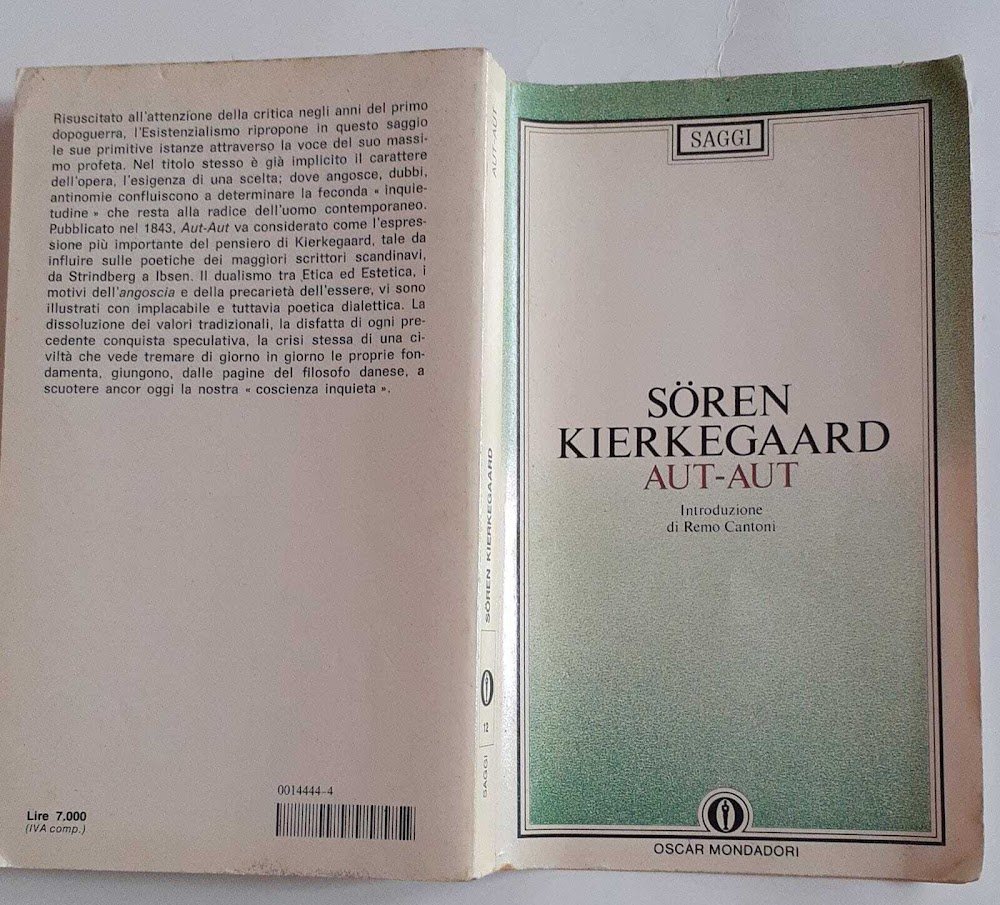 Risuscitato all'attenzione della critica negli anni del primo
dopoguerra, l'Esistenzialismo ripropone in questo saggio
le sue primitive istanze attraverso la voce del suo massi-
mo profeta. Nel titolo stesso è già implicito il carattere
dell'opera, l'esigenza di una scelta; dove angosce, dubbi,
antinomie confluiscono a determinare la feconda « inquie-
tudine » che resta alla radice dell'uomo contemporaneo.
Pubblicato nel 1843, Aut-Aut va considerato come l'espres-
sione più importante del pensiero di Kierkegaard, tale da
influire sulle poetiche dei maggiori scrittori scandinavi,
da Strindberg a Ibsen. Il dualismo tra Etica ed Estetica, i
motivi dell'angoscia e della precarietà dell'essere, vi sono
illustrati con implacabile e tuttavia poetica dialettica. La
dissoluzione dei valori tradizionali, la disfatta di ogni pre-
cedente conquista speculativa, la crisi stessa di una ci-
viltà che vede tremare di giorno in giorno le proprie fon-
damenta, giungono, dalle pagine del filosofo danese, a
scuotere ancor oggi la nostra « coscienza inquieta ».
Lire 7.000
(IVA comp.)
0014444-4
SAGGI
SÖREN KIERKEGAARD
AUT-AUT
SAGGI
SÖREN
KIERKEGAARD
AUT-AUT
Introduzione
di Remo Cantoni
OSCAR MONDADORI